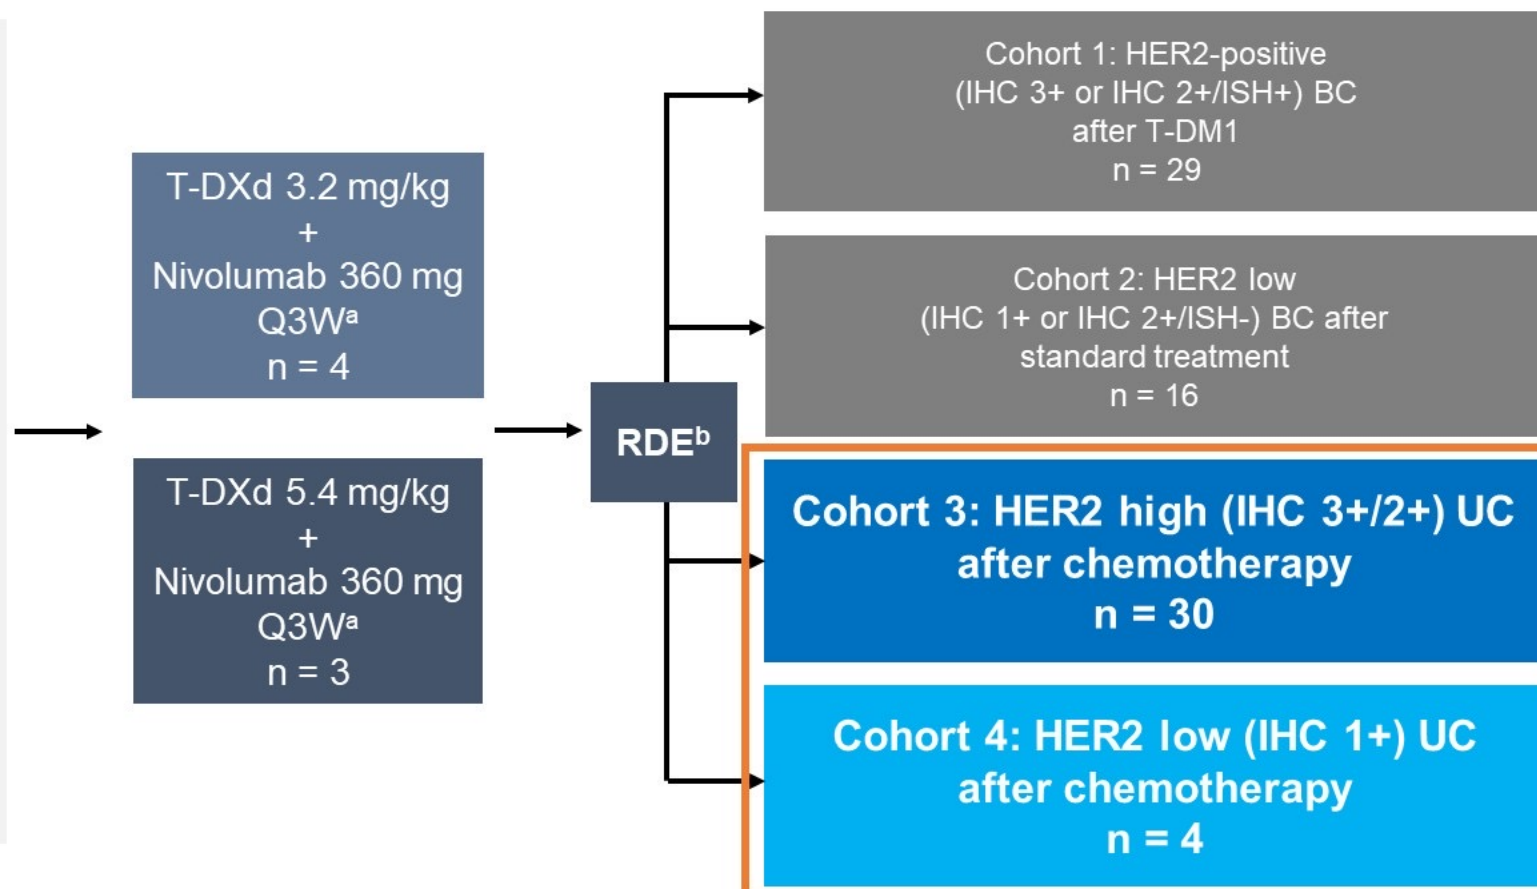 T-DXd 3.2 mg/kg
+
Nivolumab 360 mg
Q3Wᵃ
n = 4
T-DXd 5.4 mg/kg
+
Nivolumab 360 mg
Q3Wᵃ
n = 3
RDEᵇ
Cohort 1: HER2-positive
(IHC 3+ or IHC 2+/ISH+) BC
after T-DM1
n = 29
Cohort 2: HER2 low
(IHC 1+ or IHC 2+/ISH-) BC after
standard treatment
n = 16
Cohort 3: HER2 high (IHC 3+/2+) UC
after chemotherapy
n = 30
Cohort 4: HER2 low (IHC 1+) UC
after chemotherapy
n = 4